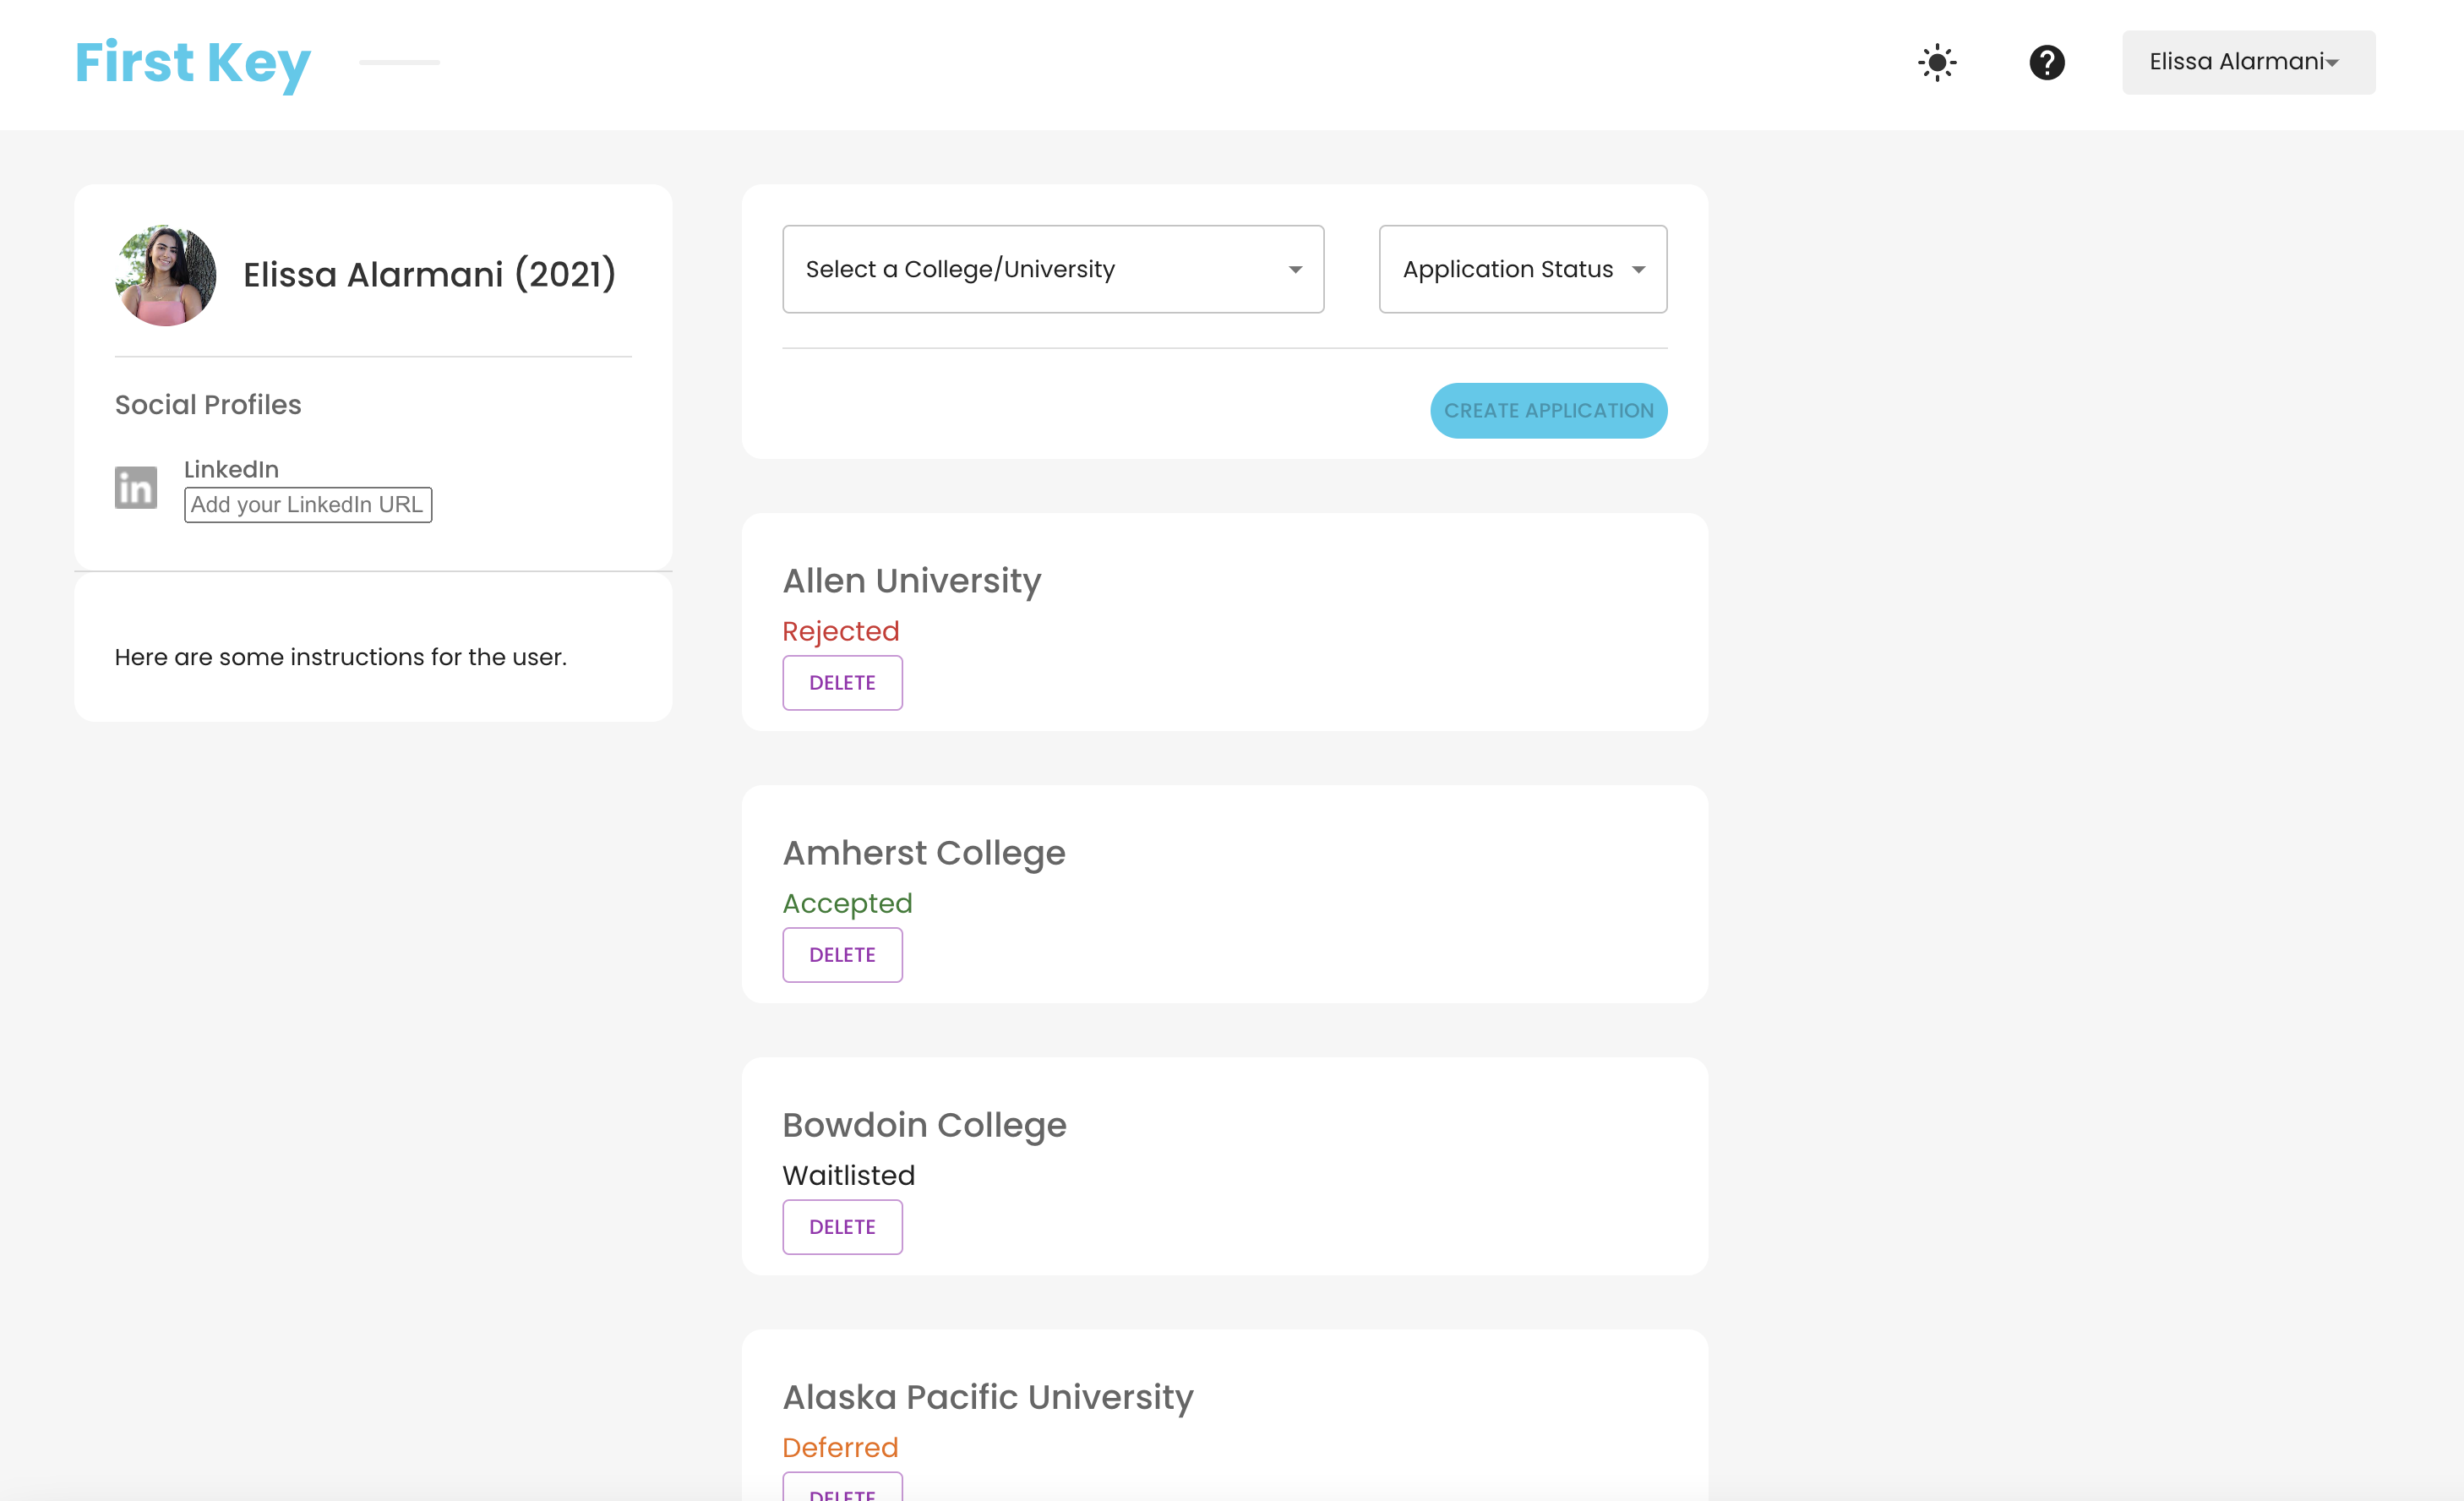 First Key
Elissa Alarmani
Elissa Alarmani (2021)
Social Profiles
in
LinkedIn
Add your LinkedIn URL
Here are some instructions for the user.
Select a College/University
Application Status
CREATE APPLICATION
Allen University
Rejected
DELETE
Amherst College
Accepted
DELETE
Bowdoin College
Waitlisted
DELETE
Alaska Pacific University
Deferred
DELETE